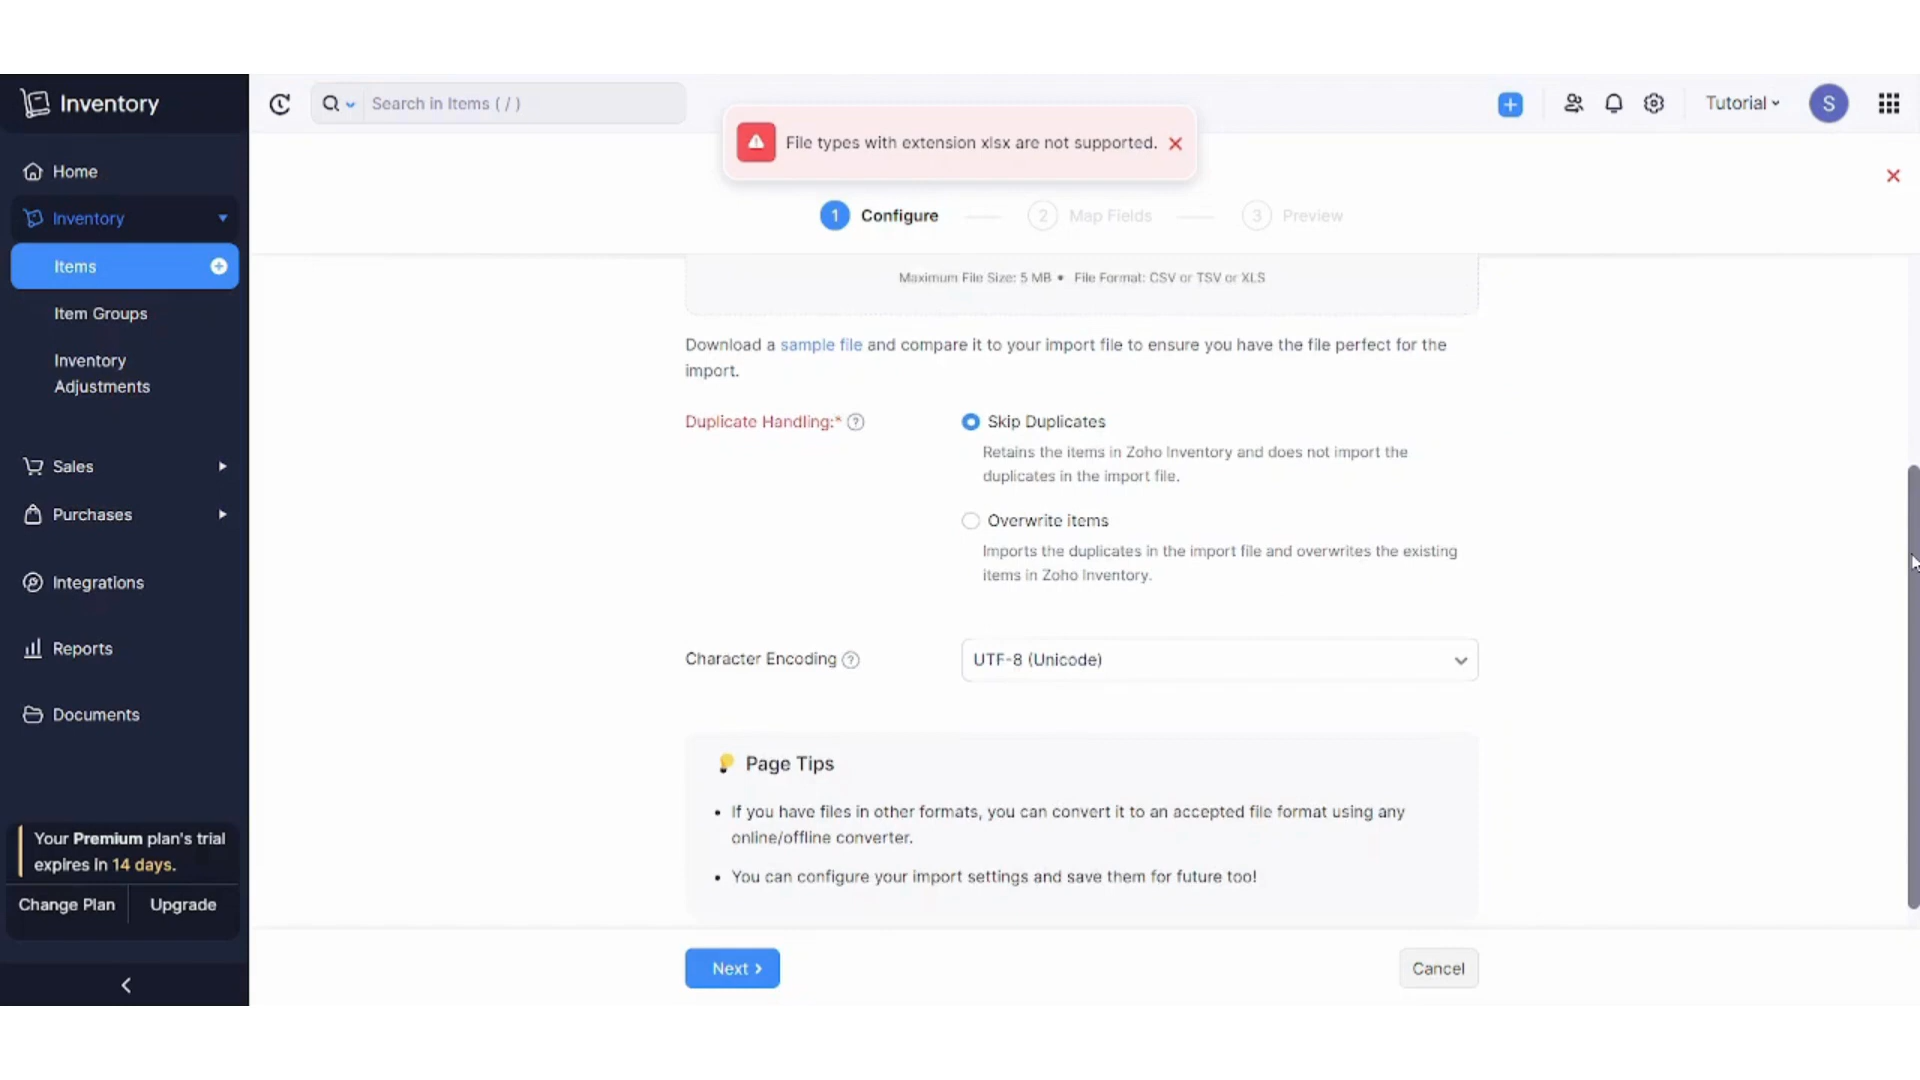 Inventory
Search in Items ( / )
Tutorial
S
File types with extension xlsx are not supported.
Home
Inventory
Items
Item Groups
Inventory
Adjustments
Sales
Purchases
Integrations
Reports
Documents
Your Premium plan's trial
expires in 14 days.
Change Plan
Upgrade
1 Configure
2 Map Fields
3 Preview
Maximum File Size: 5 MB • File Format: CSV or TSV or XLS
Download a sample file and compare it to your import file to ensure you have the file perfect for the
import.
Duplicate Handling:*
Skip Duplicates
Retains the items in Zoho Inventory and does not import the
duplicates in the import file.
Overwrite items
Imports the duplicates in the import file and overwrites the existing
items in Zoho Inventory.
Character Encoding
UTF-8 (Unicode)
Page Tips
• If you have files in other formats, you can convert it to an accepted file format using any
online/offline converter.
• You can configure your import settings and save them for future too!
Next
Cancel